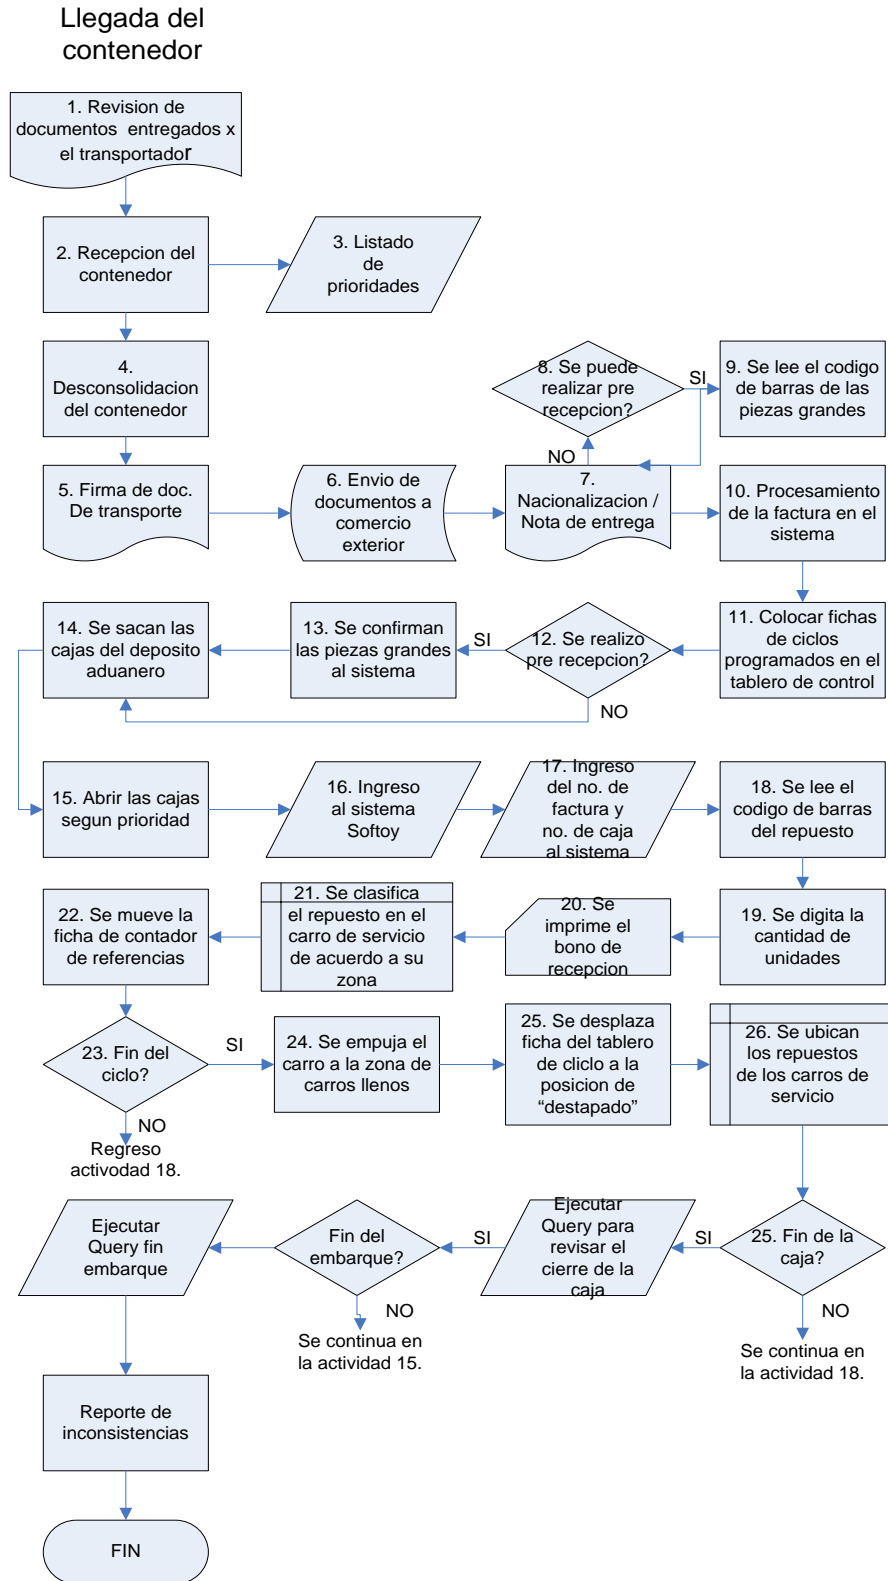 Llegada del
contenedor
1. Revision de
documentos entregados x
el transportador
2. Recepcion del
contenedor
3. Listado
de
prioridades
4.
Desconsolidacion
del contenedor
8. Se puede
realizar pre
recepcion?
SI
9. Se lee el codigo
de barras de las
piezas grandes
NO
5. Firma de doc.
De transporte
6. Envio de
documentos a
comercio
exterior
7.
Nacionalizacion /
Nota de entrega
10. Procesamiento
de la factura en el
sistema
11. Colocar fichas
de ciclos
programados en el
tablero de control
12. Se realizo
pre recepcion?
SI
NO
13. Se confirman
las piezas grandes
al sistema
14. Se sacan las
cajas del deposito
aduanero
15. Abrir las cajas
segun prioridad
16. Ingreso
al sistema
Softoy
17. Ingreso
del no. de
factura y
no. de caja
al sistema
18. Se lee el
codigo de barras
del repuesto
19. Se digita la
cantidad de
unidades
20. Se
imprime el
bono de
recepcion
21. Se clasifica
el repuesto en el
carro de servicio
de acuerdo a su
zona
22. Se mueve la
ficha de contador
de referencias
23. Fin del
ciclo?
SI
NO
Regreso
activodad 18.
24. Se empuja el
carro a la zona de
carros llenos
25. Se desplaza
ficha del tablero
de cliclo a la
posicion de
“destapado”
26. Se ubican
los repuestos
de los carros de
servicio
25. Fin de la
caja?
SI
NO
Se continua en
la actividad 18.
Ejecutar
Query para
revisar el
cierre de la
caja
SI
Fin del
embarque?
NO
Se continua en
la actividad 15.
Ejecutar
Query fin
embarque
Reporte de
inconsistencias
FIN